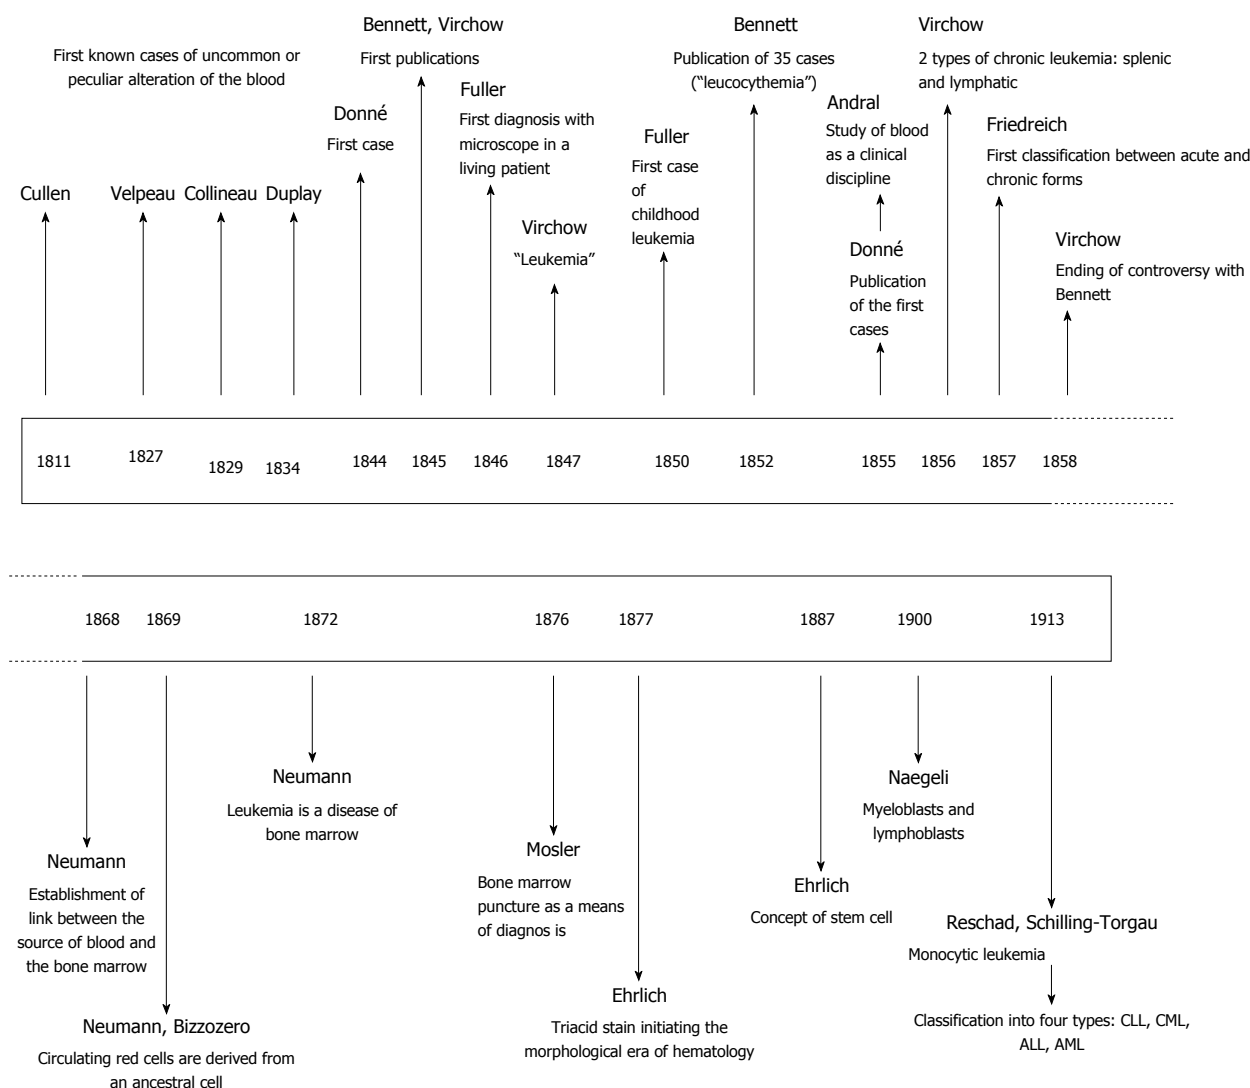 First known cases of uncommon or
peculiar alteration of the blood
Cullen
Velpeau
Collineau
Duplay
Donné
First case
Bennett, Virchow
First publications
Fuller
First diagnosis with
microscope in a
living patient
Virchow
“Leukemia”
Fuller
First case
of
childhood
leukemia
Bennett
Publication of 35 cases
(“leucocythemia”)
Andral
Study of blood
as a clinical
discipline
Donné
Publication
of the first
cases
Virchow
2 types of chronic leukemia: splenic
and lymphatic
Friedreich
First classification between acute and
chronic forms
Virchow
Ending of controversy with
Bennett
1811
1827
1829
1834
1844
1845
1846
1847
1850
1852
1855
1856
1857
1858
1868
1869
1872
1876
1877
1887
1900
1913
Neumann
Establishment of
link between the
source of blood and
the bone marrow
Neumann, Bizzozero
Circulating red cells are derived from
an ancestral cell
Neumann
Leukemia is a disease of
bone marrow
Mosler
Bone marrow
puncture as a means
of diagnos is
Ehrlich
Triacid stain initiating the
morphological era of hematology
Ehrlich
Concept of stem cell
Naegeli
Myeloblasts and
lymphoblasts
Reschad, Schilling-Torgau
Monocytic leukemia
Classification into four types: CLL, CML,
ALL, AML